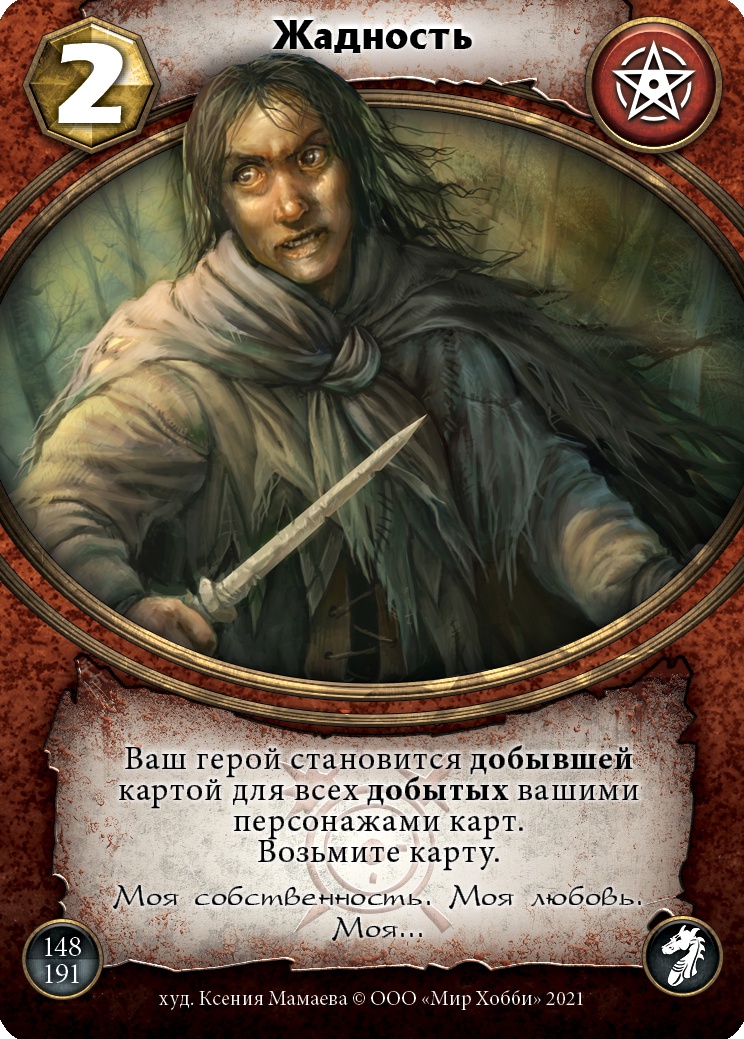 Жадность
2
Ваш герой становится добывшей
картой для всех добытых вашими
персонажами карт.
Возьмите карту.
Моя собственность. Моя любовь.
Моя...
148
191
худ. Ксения Мамаева © ООО «Мир Хобби» 2021